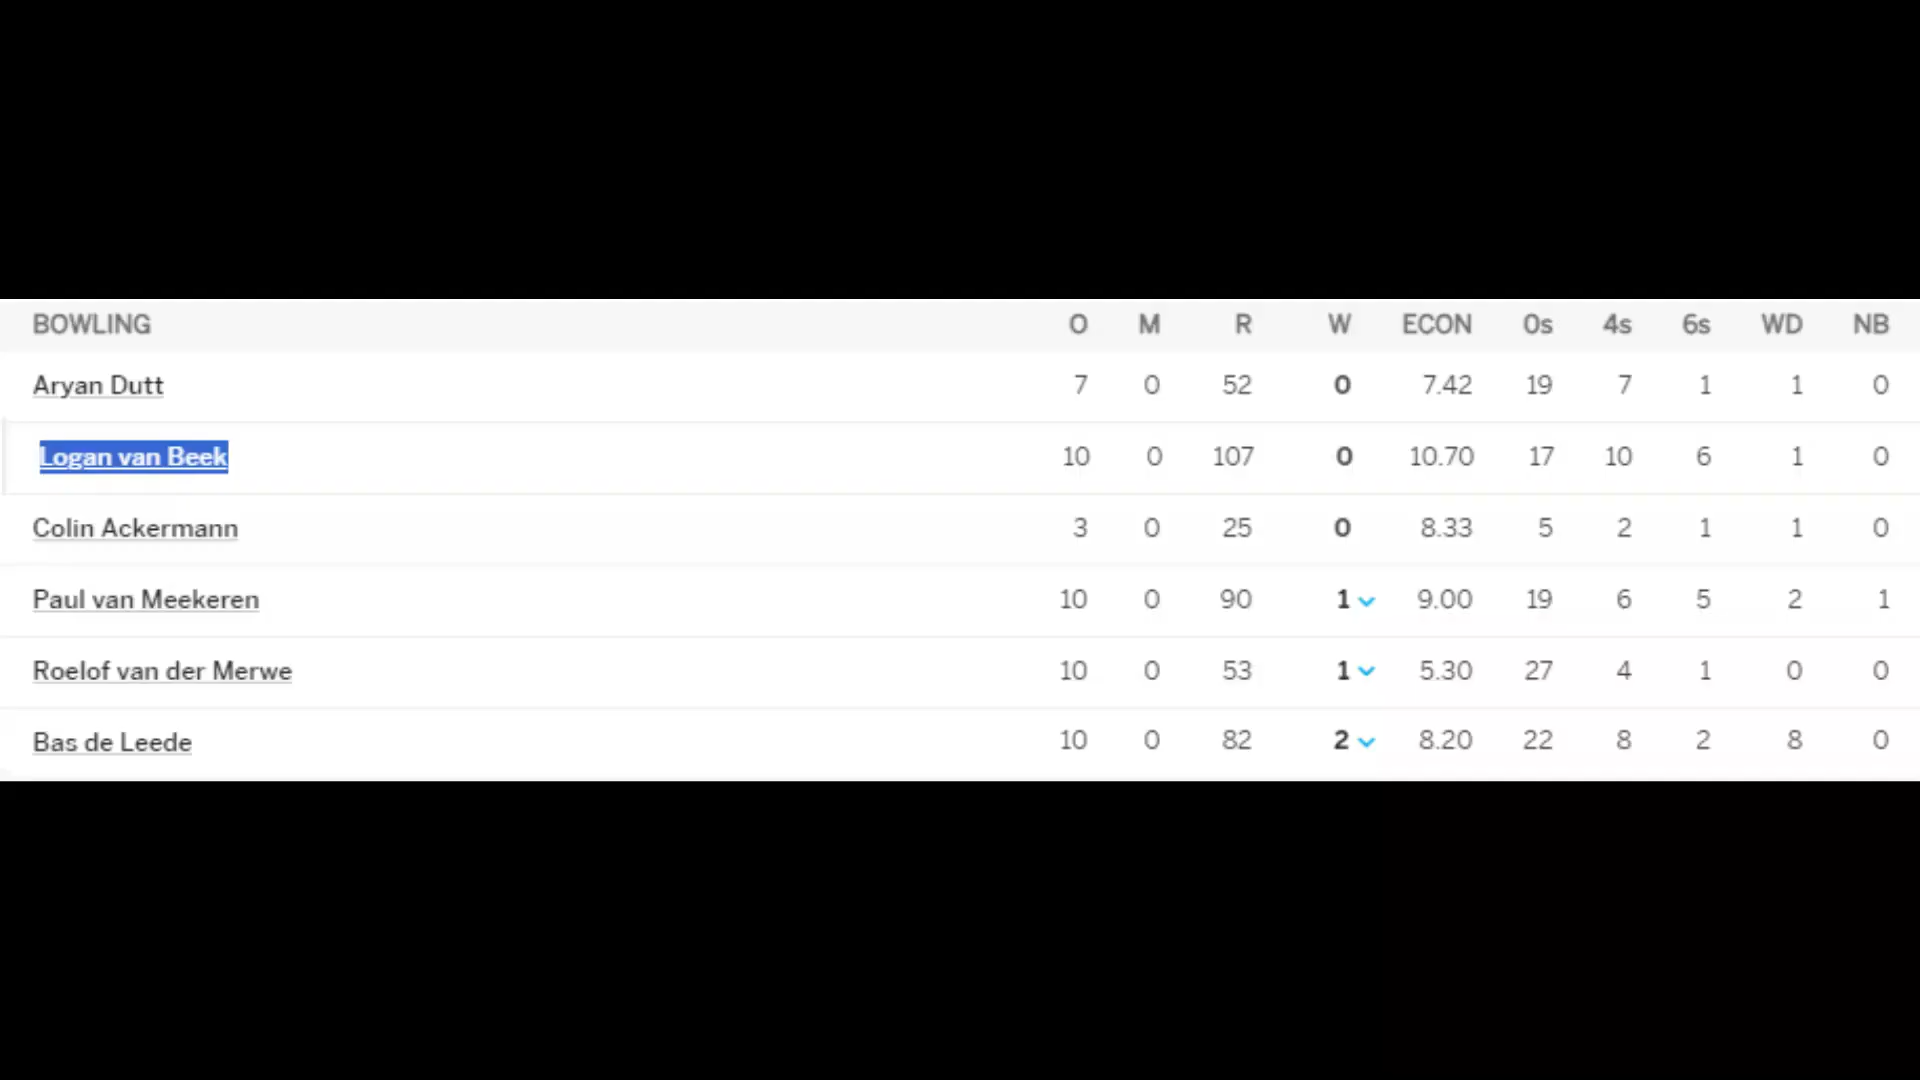 BOWLING O M R W ECON 0s 4s 6s WD NB
Aryan Dutt 7 0 52 0 7.42 19 7 1 1 0
Logan van Beek 10 0 107 0 10.70 17 10 6 1 0
Colin Ackermann 3 0 25 0 8.33 5 2 1 1 0
Paul van Meekeren 10 0 90 1 9.00 19 6 5 2 1
Roelof van der Merwe 10 0 53 1 5.30 27 4 1 0 0
Bas de Leede 10 0 82 2 8.20 22 8 2 8 0